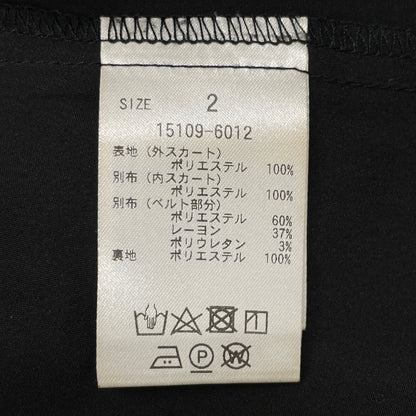 SIZE 2
15109-6012
表地(外スカート)
ポリエステル 100%
別布(内スカート)
ポリエステル 100%
別布(ベルト部分)
ポリエステル 60%
レーヨン 37%
ポリウレタン 3%
裏地 ポリエステル 100%
P W